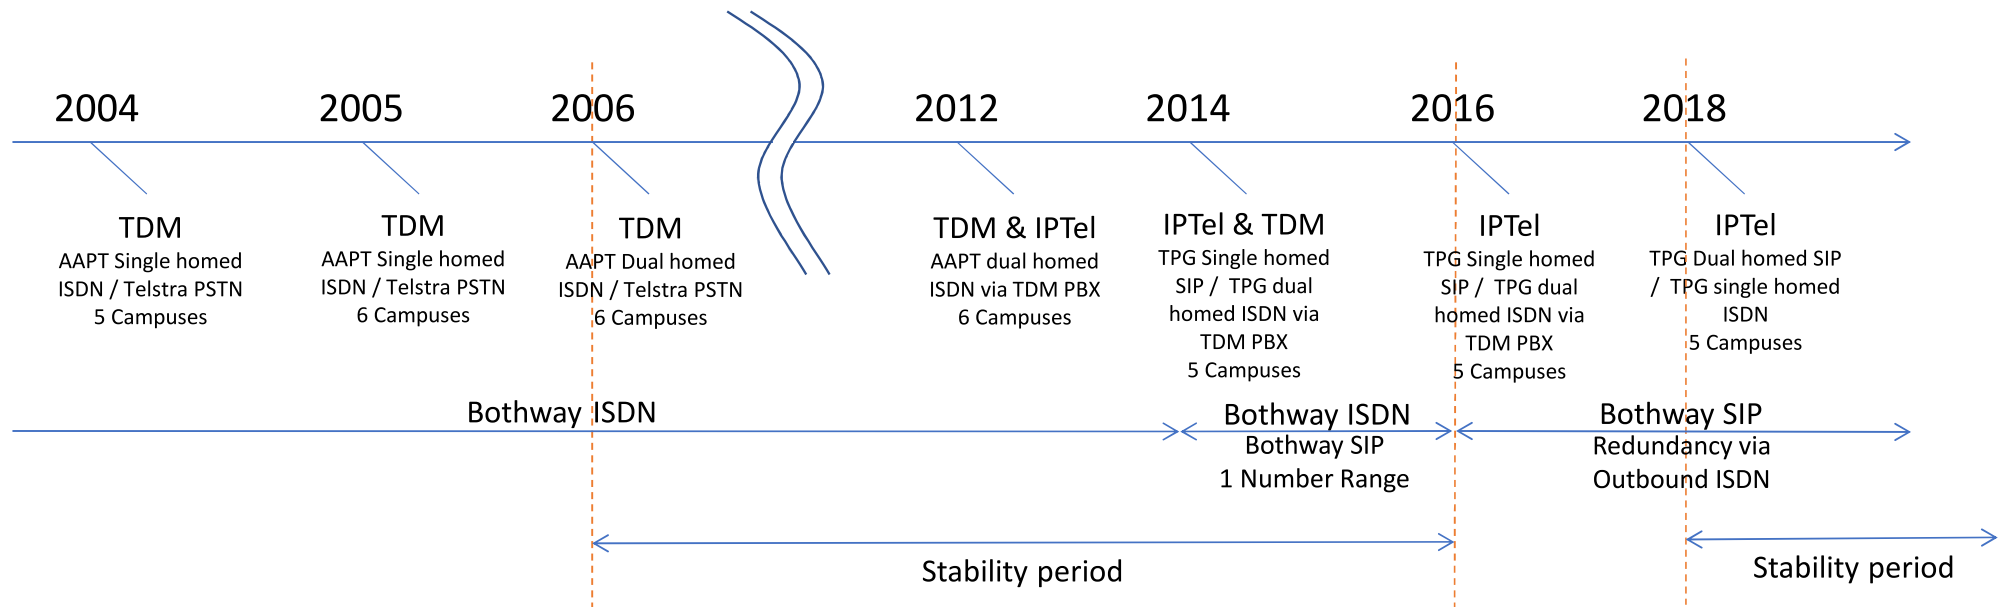 2004
2005
2006
2012
2014
2016
2018
TDM
AAPT Single homed
ISDN / Telstra PSTN
5 Campuses
TDM
AAPT Single homed
ISDN / Telstra PSTN
6 Campuses
TDM
AAPT Dual homed
ISDN / Telstra PSTN
6 Campuses
TDM & IPTel
AAPT dual homed
ISDN via TDM PBX
6 Campuses
IPTel & TDM
TPG Single homed
SIP / TPG dual
homed ISDN via
TDM PBX
5 Campuses
IPTel
TPG Single homed
SIP / TPG dual
homed ISDN via
TDM PBX
5 Campuses
IPTel
TPG Dual homed SIP
/ TPG single homed
ISDN
5 Campuses
Bothway ISDN
Bothway ISDN
Bothway SIP
1 Number Range
Bothway SIP
Redundancy via
Outbound ISDN
Stability period
Stability period